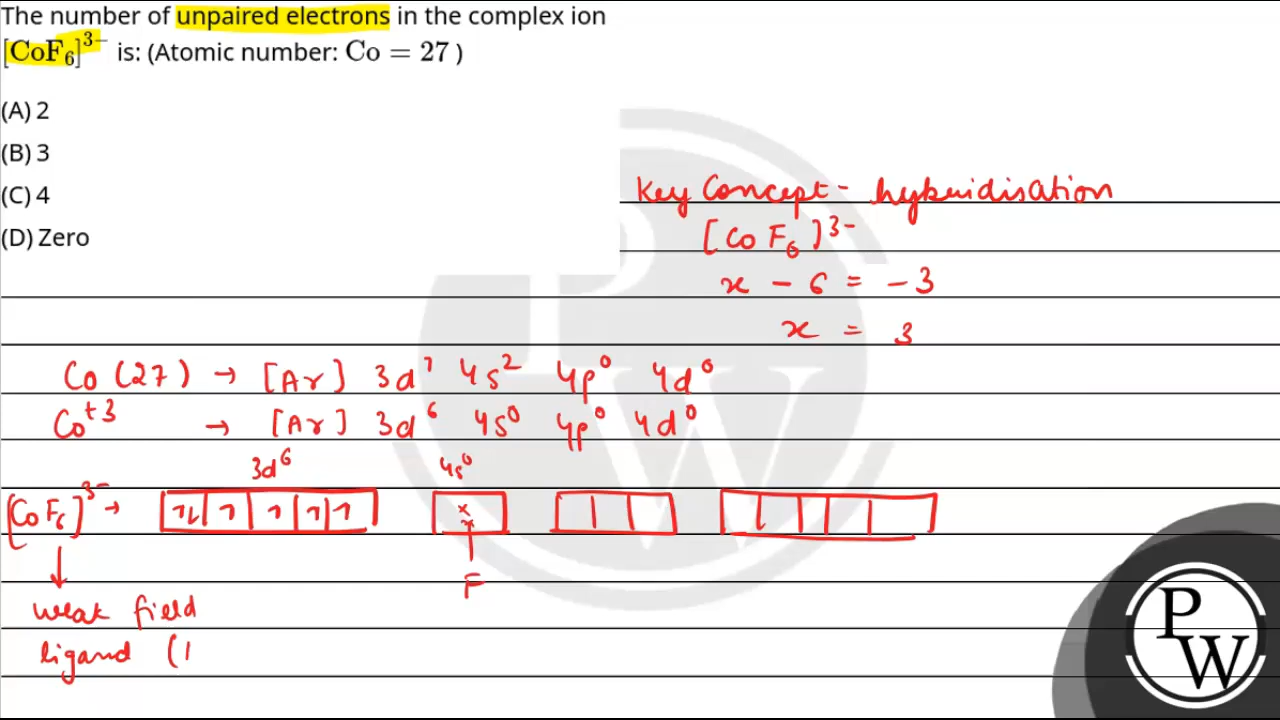 The number of unpaired electrons in the complex ion
[CoF₆]³⁻ is: (Atomic number: Co = 27 )
(A) 2
(B) 3
(C) 4
(D) Zero
Key Concept - hybridisation
[CoF₆]³⁻
x - 6 = -3
x = 3
Co (27) → [Ar] 3d⁷ 4s² 4p⁰ 4d⁰
Co⁺³ → [Ar] 3d⁶ 4s⁰ 4p⁰ 4d⁰
3d⁶ 4s⁰
[CoF₆]³⁻ → ↿⇂ ↿ ↿ ↿ ↿ x x
F
weak field
ligand (
P
W